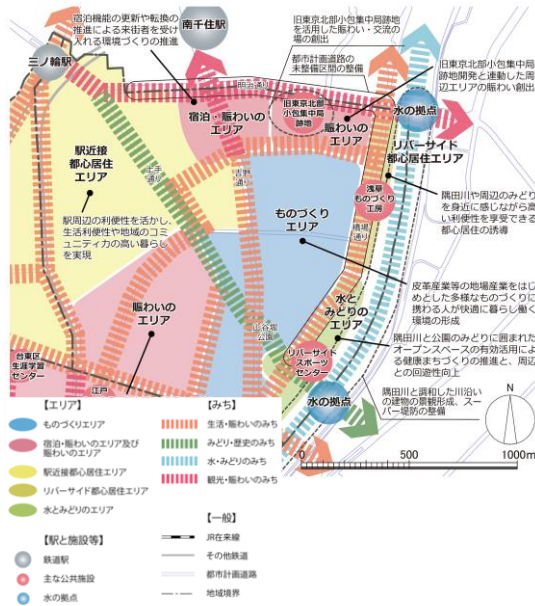 宿泊機能の更新や転換の
推進による来街者を受け
入れる環境づくりの推進
南千住駅
旧東京北部小包集中局跡地
を活用した賑わい・交流の
場の創出
都市計画道路の
未整備区間の整備
旧東京北部小包集中局
跡地開発と連動した周
辺エリアの賑わい創出
三ノ輪駅
明治通り
旧東京北部
小包集中局
跡地
宿泊・賑わいの
エリア
賑わいの
エリア
水の拠点
リバーサイド
都心居住エリア
駅近接
都心居住
エリア
土手
通り
吉野
通り
浅草
ものづくり
工房
橋場通り
隅田川や周辺のみどり
を身近に感じながら高
い利便性を享受できる
都心居住の誘導
駅周辺の利便性を活かし、
生活利便性や地域のコミ
ュニティ力の高い暮らし
を実現
ものづくり
エリア
皮革産業等の地場産業をはじ
めとした多様なものづくりに
携わる人が快適に暮らし働く
環境の形成
賑わいの
エリア
水と
みどりの
エリア
山谷堀
公園
隅田川と公園のみどりに囲まれた
オープンスペースの有効活用によ
る健康まちづくりの推進と、周辺
との回遊性向上
台東区
生涯学習
センター
リバーサイド
スポーツ
センター
江戸
水の拠点
隅田川と調和した川沿い
の建物の景観形成、スー
パー堤防の整備
N
0
500
1000m
【エリア】
ものづくりエリア
宿泊・賑わいのエリア及び
賑わいのエリア
駅近接都心居住エリア
リバーサイド都心居住エリア
水とみどりのエリア
【みち】
生活・賑わいのみち
みどり・歴史のみち
水・みどりのみち
観光・賑わいのみち
【駅と施設等】
鉄道駅
主な公共施設
水の拠点
【一般】
JR在来線
その他鉄道
都市計画道路
地域境界